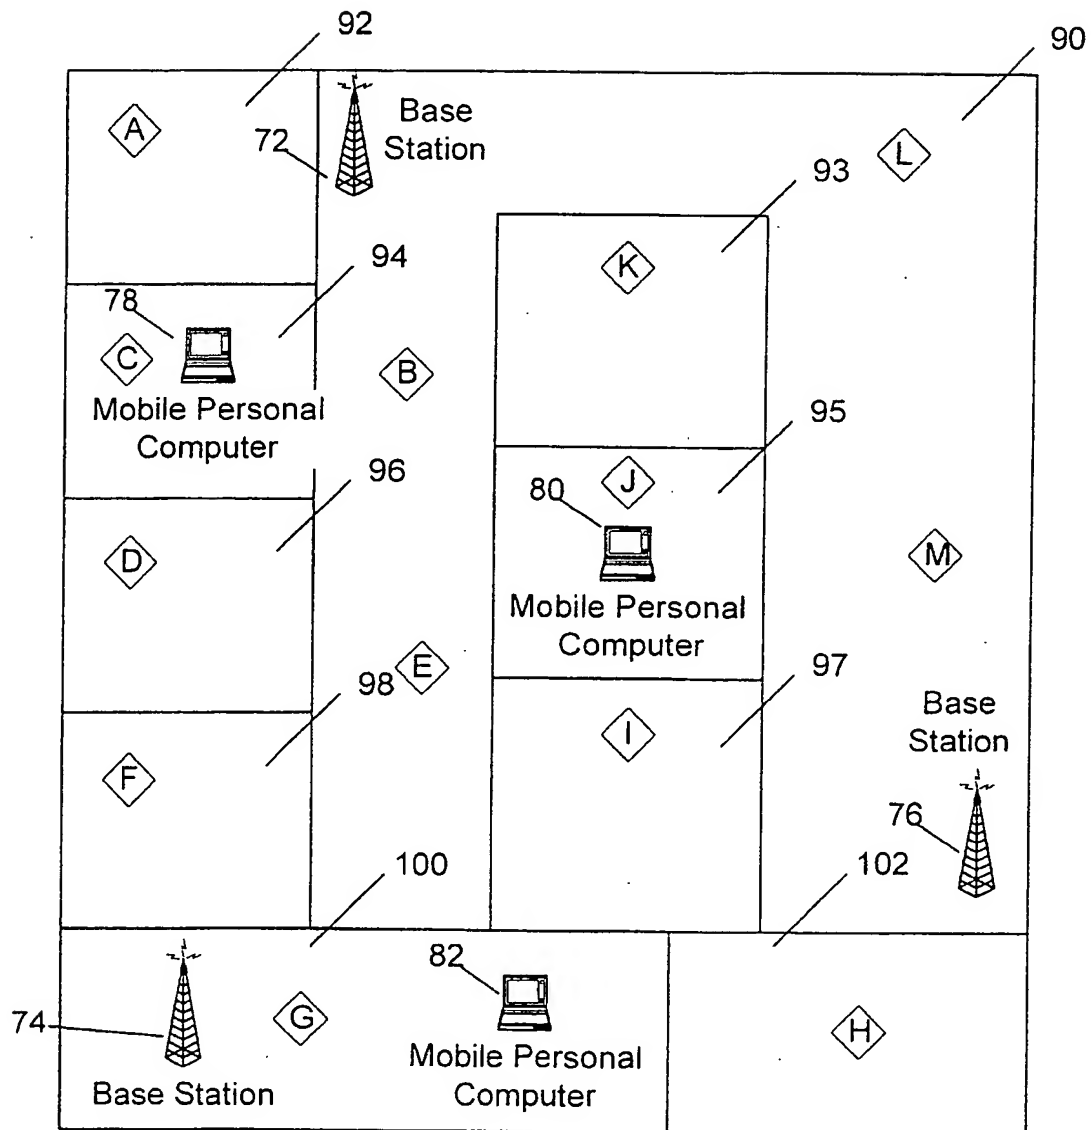 92
90
A
Base
Station
72
L
93
K
94
78
C
B
Mobile Personal
Computer
95
J
80
96
D
M
Mobile Personal
Computer
E
97
98
Base
Station
I
F
76
100
102
82
74
G
H
Mobile Personal
Computer
Base Station